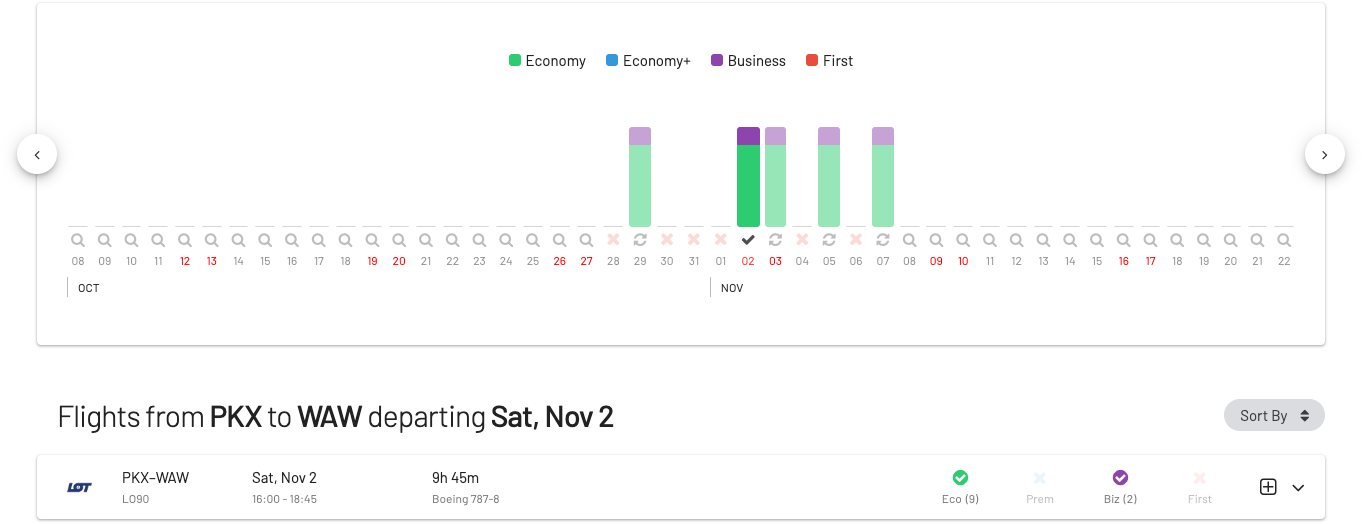 Economy Economy+ Business First
08 09 10 11 12 13 14 15 16 17 18 19 20 21 22 23 24 25 26 27 28 29 30 31 01 02 03 04 05 06 07 08 09 10 11 12 13 14 15 16 17 18 19 20 21 22
OCT NOV
Flights from PKX to WAW departing Sat, Nov 2
Sort By
LOT
PKX–WAW Sat, Nov 2 9h 45m
LO90 16:00 - 18:45 Boeing 787-8 Eco (9) Prem Biz (2) First